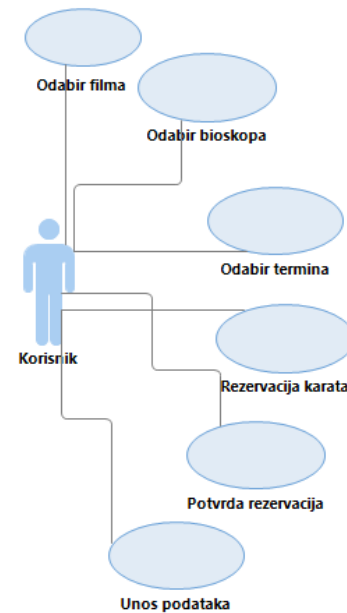 Odabir filma
Odabir bioskopa
Odabir termina
Korisnik
Rezervacija karata
Potvrda rezervacija
Unos podataka